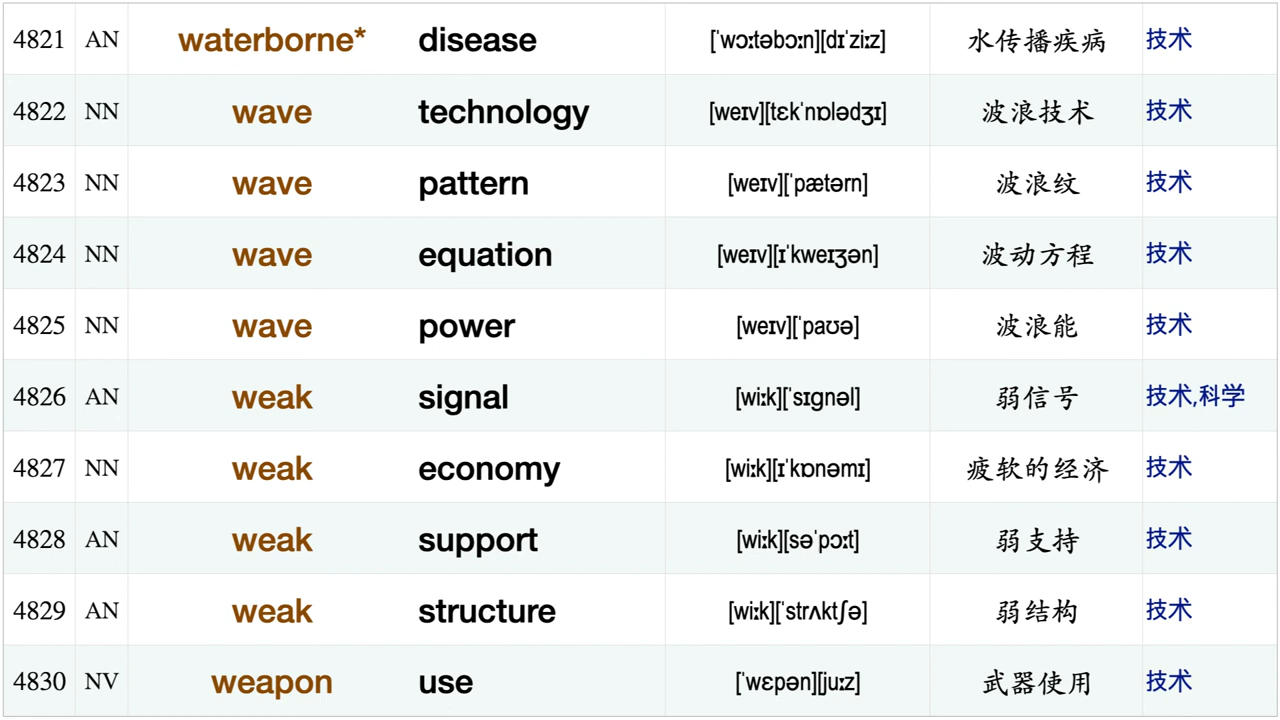 4821 AN waterborne* disease [ˈwɔːtəbɔːn][dɪˈziːz] 水传播疾病 技术
4822 NN wave technology [weɪv][tɛkˈnɒlədʒɪ] 波浪技术 技术
4823 NN wave pattern [weɪv][ˈpætərn] 波浪纹 技术
4824 NN wave equation [weɪv][ɪˈkweɪʒən] 波动方程 技术
4825 NN wave power [weɪv][ˈpaʊə] 波浪能 技术
4826 AN weak signal [wiːk][ˈsɪgnəl] 弱信号 技术,科学
4827 NN weak economy [wiːk][ɪˈkɒnəmɪ] 疲软的经济 技术
4828 AN weak support [wiːk][səˈpɔːt] 弱支持 技术
4829 AN weak structure [wiːk][ˈstrʌktʃə] 弱结构 技术
4830 NV weapon use [ˈwɛpən][juːz] 武器使用 技术